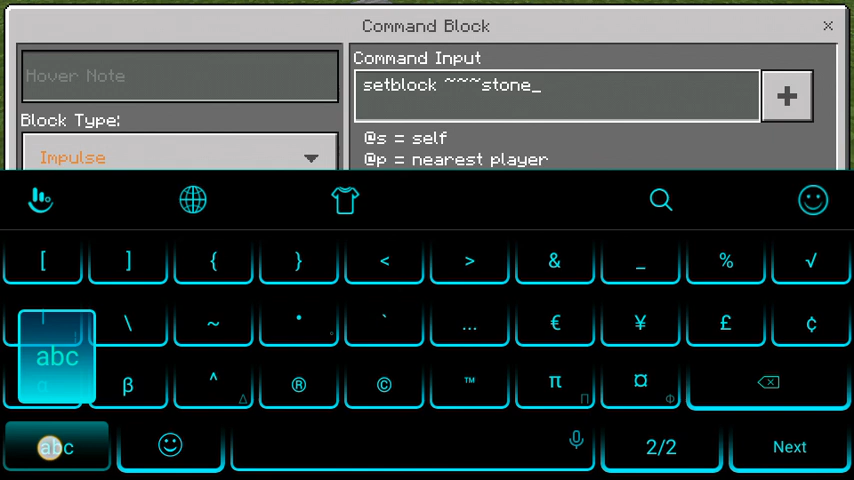 Command Block
×
Hover Note
Command Input
setblock ~~~stone_
+
Block Type:
@s = self
Impulse
@p = nearest player
[ ] { } < > & _ % √
abc \ ~ • ` … € ¥ £ ¢
β ^ Δ ® © ™ π Π ¤ Φ
abc 2/2 Next